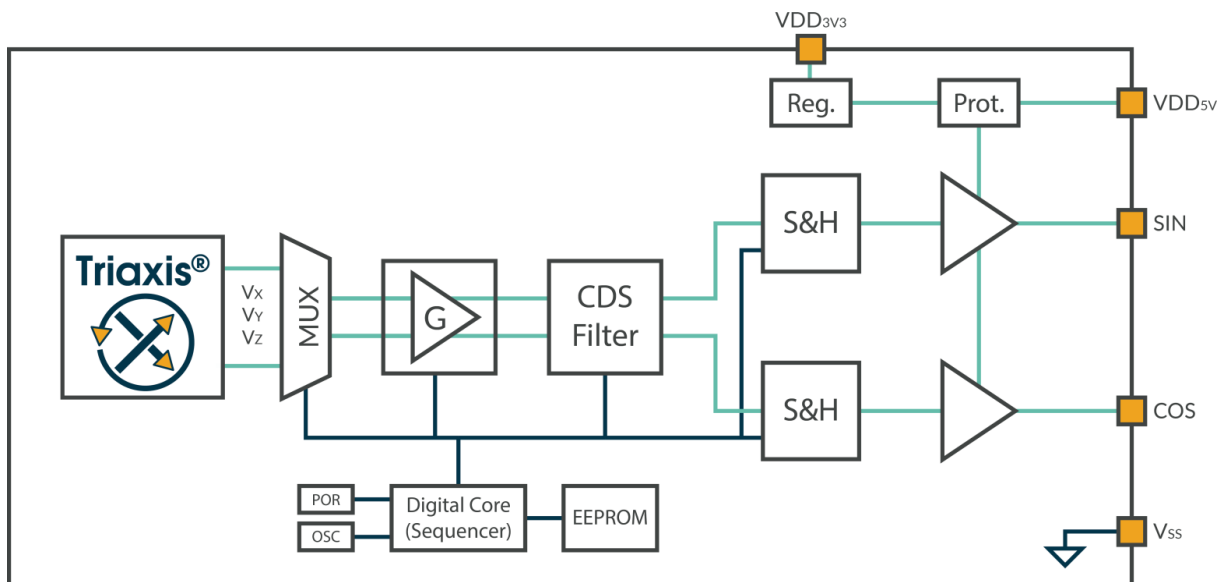 VDD3V3
Reg.
Prot.
VDD5V
S&H
SIN
Triaxis®
VX
VY
VZ
MUX
G
CDS
Filter
S&H
COS
POR
OSC
Digital Core
(Sequencer)
EEPROM
VSS